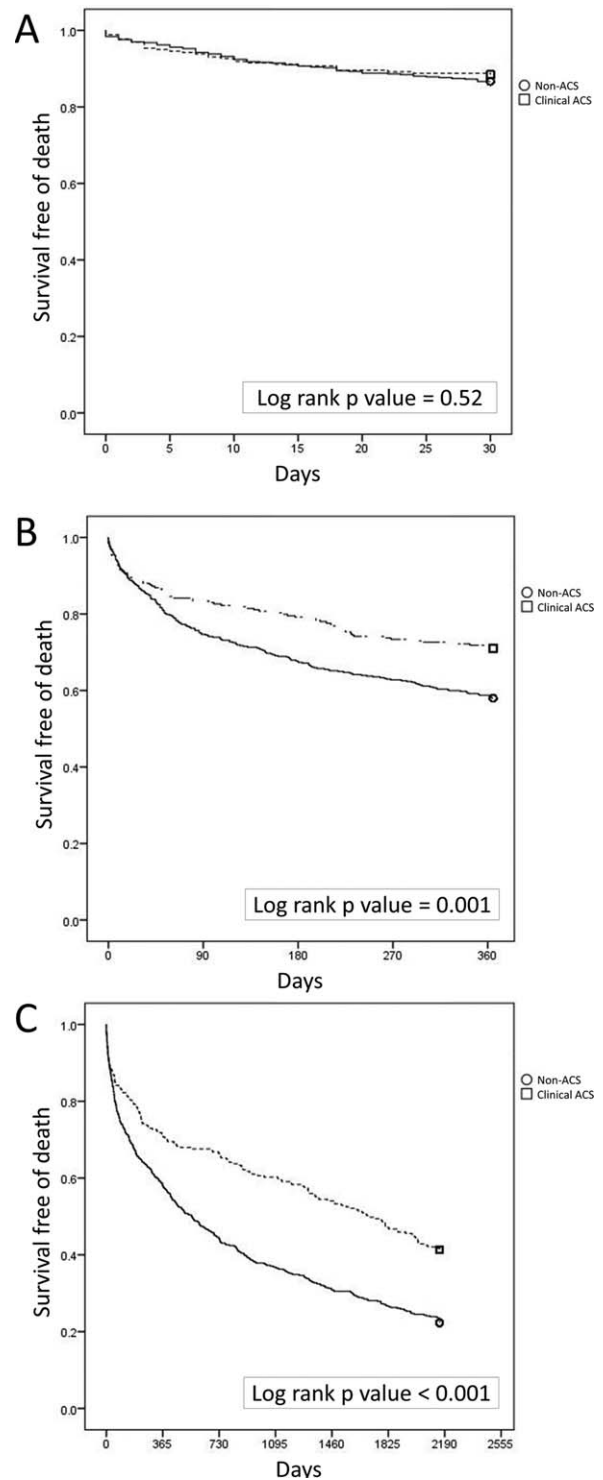 A
1.0
0.8
0.6
0.4
0.2
0.0
Survival free of death
Non-ACS
Clinical ACS
Log rank p value = 0.52
0 5 10 15 20 25 30
Days
B
1.0
0.8
0.6
0.4
0.2
0.0
Survival free of death
Non-ACS
Clinical ACS
Log rank p value = 0.001
0 90 180 270 360
Days
C
1.0
0.8
0.6
0.4
0.2
0.0
Survival free of death
Non-ACS
Clinical ACS
Log rank p value < 0.001
0 365 730 1095 1460 1825 2190 2555
Days